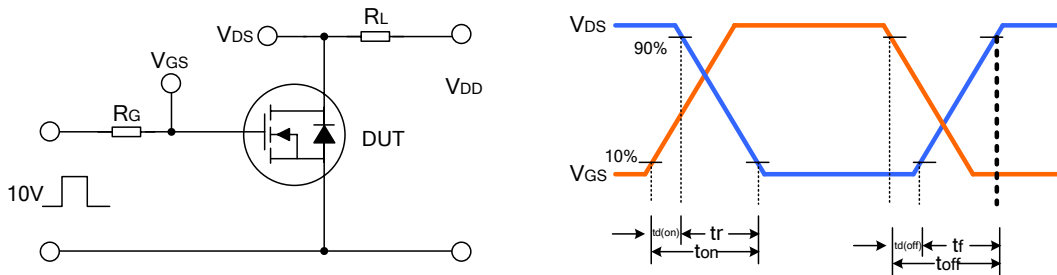 VDS
RL
VGS
VDD
RG
DUT
10V
VDS
90%
10%
VGS
td(on)
tr
ton
td(off)
tf
toff